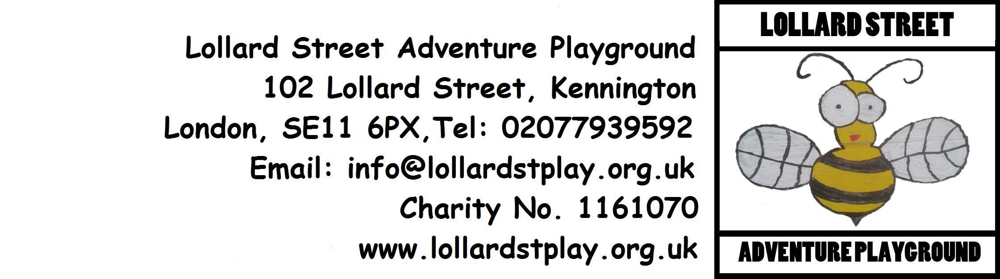 Lollard Street Adventure Playground
102 Lollard Street, Kennington
London, SE11 6PX,Tel: 02077939592
Email: info@lollardstplay.org.uk
Charity No. 1161070
www.lollardstplay.org.uk
LOLLARD STREET
ADVENTURE PLAYGROUND